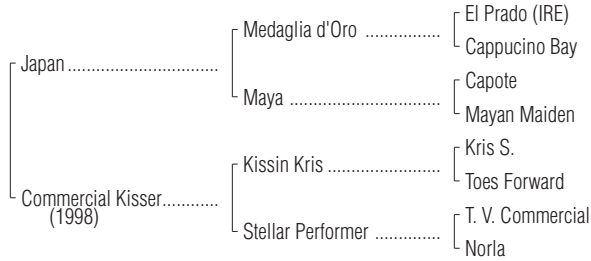 El Prado (IRE)
Medaglia d'Oro ................
Cappucino Bay
Japan ................................
Capote
Maya ................................
Mayan Maiden
Kris S.
Kissin Kris ........................
Toes Forward
Commercial Kisser............
(1998)
T. V. Commercial
Stellar Performer ..............
Norla